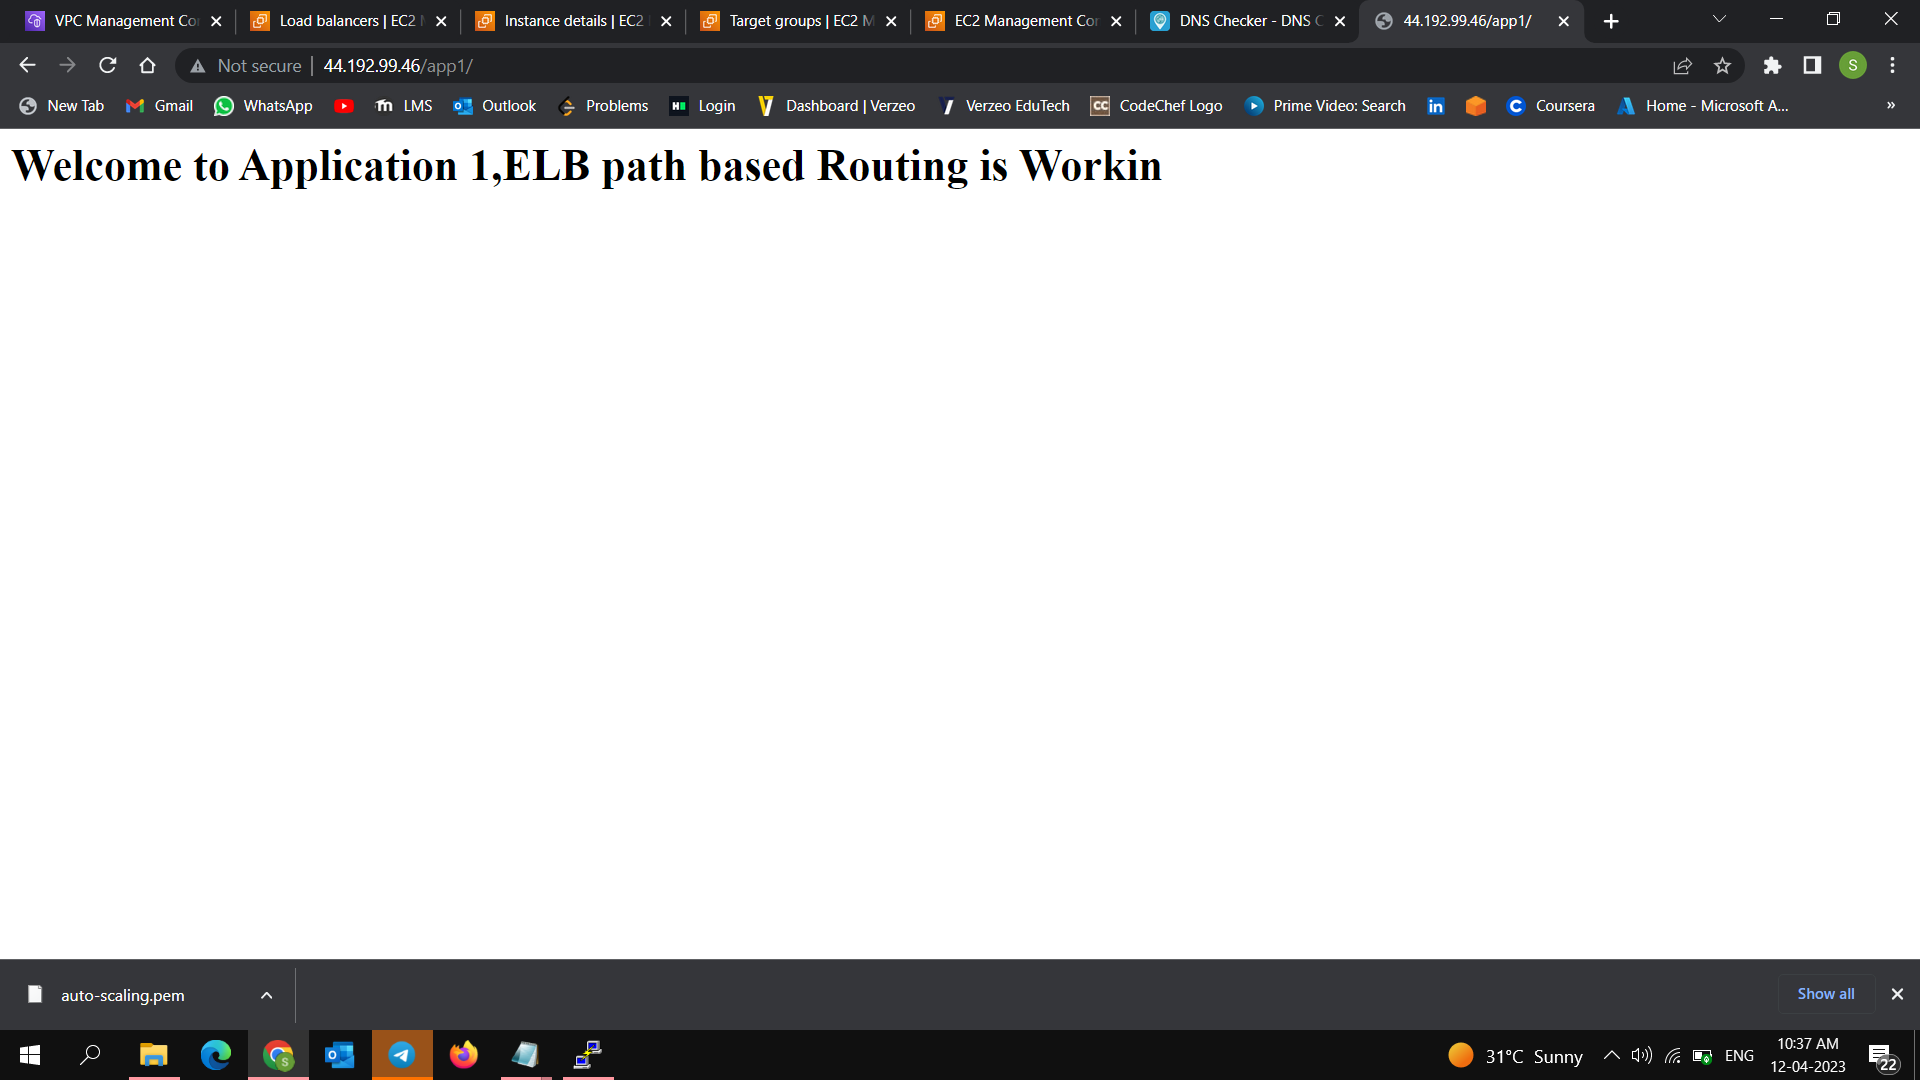 VPC Management Co
Load balancers | EC2
Instance details | EC2
Target groups | EC2 M
EC2 Management Co
DNS Checker - DNS C
44.192.99.46/app1/
Not secure
44.192.99.46/app1/
S
New Tab
Gmail
WhatsApp
m
LMS
Outlook
Problems
Login
Dashboard | Verzeo
Verzeo EduTech
CC
CodeChef Logo
Prime Video: Search
in
C
Coursera
Home - Microsoft A...
»
Welcome to Application 1,ELB path based Routing is Workin
auto-scaling.pem
Show all
S
31°C Sunny
ENG
10:37 AM
12-04-2023
22